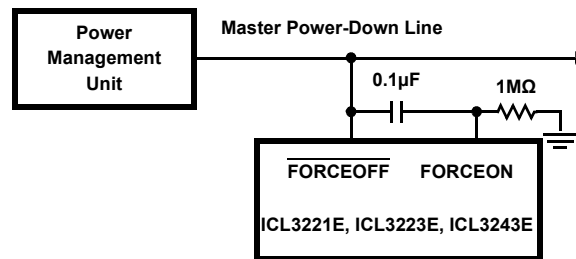 Power
Management
Unit
Master Power-Down Line
0.1µF
1MΩ
FORCEOFF FORCEON
ICL3221E, ICL3223E, ICL3243E